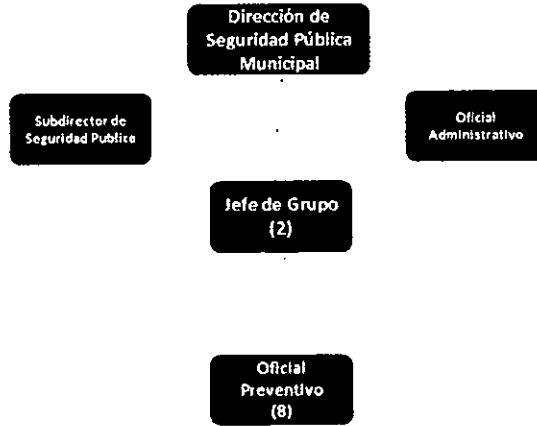 Dirección de
Seguridad Pública
Municipal
Subdirector de
Seguridad Publica
Oficial
Administrativo
Jefe de Grupo
(2)
Oficial
Preventivo
(8)